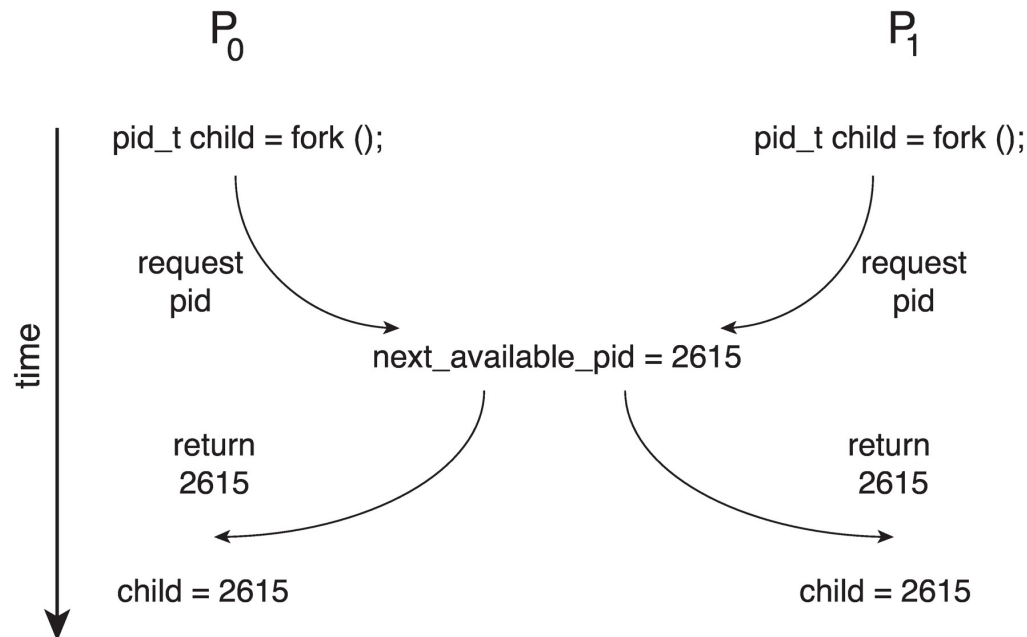 P0 P1
pid_t child = fork (); pid_t child = fork ();
request request
pid pid
time
next_available_pid = 2615
return return
2615 2615
child = 2615 child = 2615